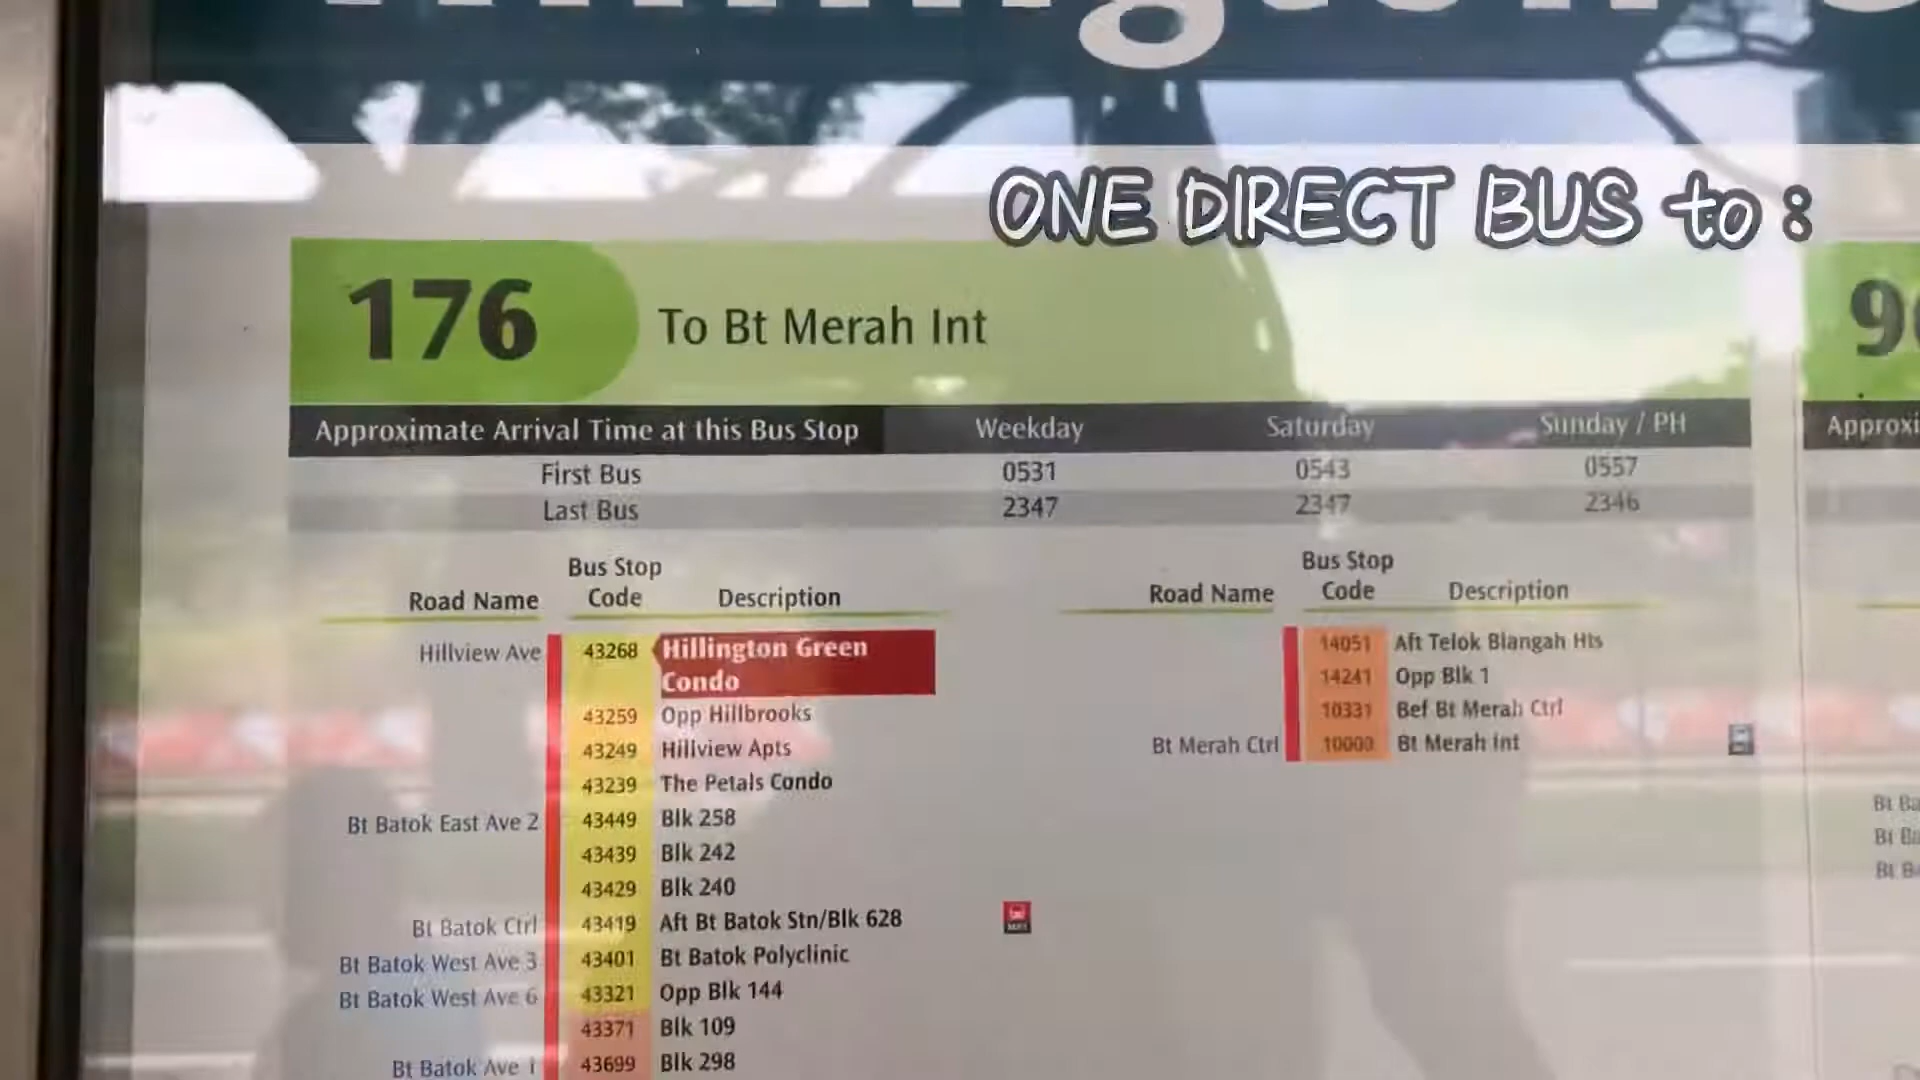 ONE DIRECT BUS to :
176 To Bt Merah Int
Approximate Arrival Time at this Bus Stop Weekday Saturday Sunday / PH
First Bus 0531 0543 0557
Last Bus 2347 2347 2346
Road Name Bus Stop Code Description
Hillview Ave 43268 Hillington Green Condo
43259 Opp Hillbrooks
43249 Hillview Apts
43239 The Petals Condo
Bt Batok East Ave 2 43449 Blk 258
43439 Blk 242
43429 Blk 240
Bt Batok Ctrl 43419 Aft Bt Batok Stn/Blk 628
Bt Batok West Ave 3 43401 Bt Batok Polyclinic
Bt Batok West Ave 6 43321 Opp Blk 144
43371 Blk 109
Bt Batok Ave 1 43699 Blk 298
Road Name Bus Stop Code Description
14051 Aft Telok Blangah Hts
14241 Opp Blk 1
10331 Bef Bt Merah Ctrl
Bt Merah Ctrl 10000 Bt Merah Int